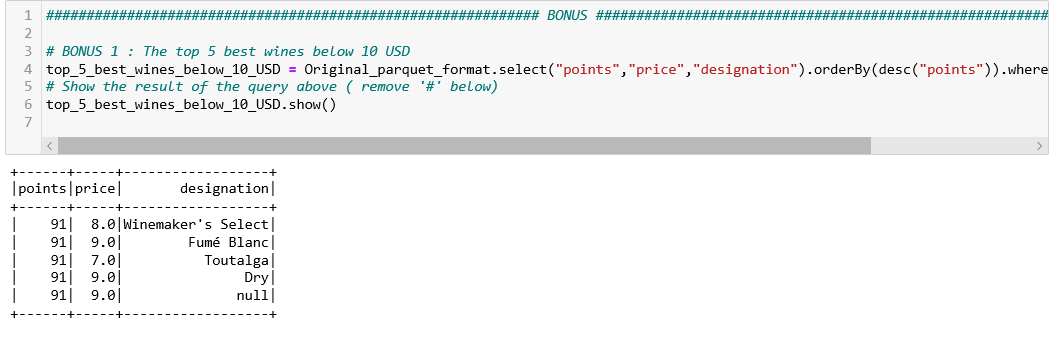 1 ############################################################ BONUS #######################################################
2
3 # BONUS 1 : The top 5 best wines below 10 USD
4 top_5_best_wines_below_10_USD = Original_parquet_format.select("points","price","designation").orderBy(desc("points")).where
5 # Show the result of the query above ( remove '#' below)
6 top_5_best_wines_below_10_USD.show()
7
+------+-----+------------------+
|points|price|       designation|
+------+-----+------------------+
|    91|  8.0|Winemaker's Select|
|    91|  9.0|        Fumé Blanc|
|    91|  7.0|          Toutalga|
|    91|  9.0|               Dry|
|    91|  9.0|              null|
+------+-----+------------------+